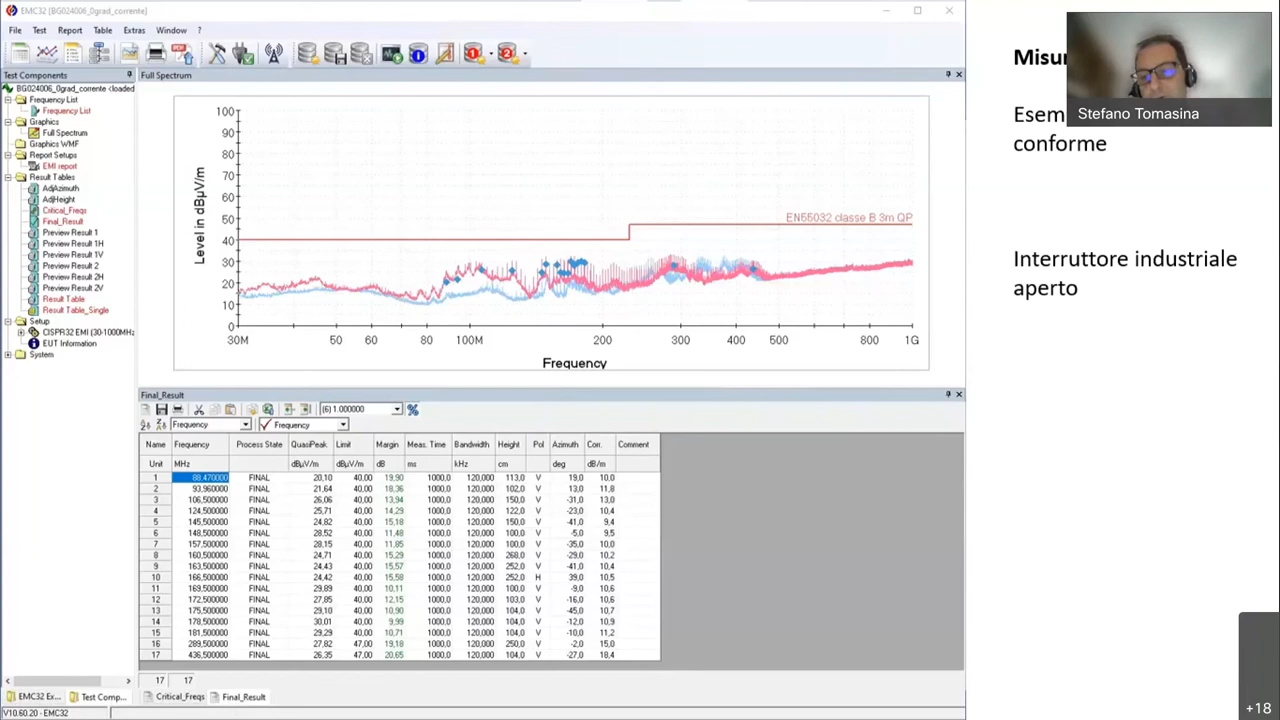 EMC32 [BG024006_0grad_corrente]
File Test Report Table Extras Window ?
Test Components
Full Spectrum
BG024006_0grad_corrente <loaded
Frequency List
Frequency List
Graphics
Full Spectrum
Graphics WMF
Report Setups
EMI report
Result Tables
AdjAzimuth
AdjHeight
Critical_Freqs
Final_Result
Preview Result 1
Preview Result 1H
Preview Result 1V
Preview Result 2
Preview Result 2H
Preview Result 2V
Result Table
Result Table_Single
Setup
CISPR32 EMI (30-1000MHz
EUT Information
System
Level in dBµV/m
100
90
80
70
60
50
40
30
20
10
0
EN55032 classe B 3m QP
30M 50 60 80 100M 200 300 400 500 800 1G
Frequency
Final_Result
(6) 1.000000
Frequency Frequency
Name Frequency Process State QuasiPeak Limit Margin Meas. Time Bandwidth Height Pol Azimuth Corr. Comment
Unit MHz dBµV/m dBµV/m dB ms kHz cm deg dB/m
1 88,470000 FINAL 20,10 40,00 19,90 1000,0 120,000 113,0 V 19,0 10,0
2 93,960000 FINAL 21,64 40,00 18,36 1000,0 120,000 102,0 V 13,0 11,8
3 106,500000 FINAL 26,06 40,00 13,94 1000,0 120,000 150,0 V -31,0 13,0
4 124,500000 FINAL 25,71 40,00 14,29 1000,0 120,000 122,0 V -23,0 10,4
5 145,500000 FINAL 24,82 40,00 15,18 1000,0 120,000 150,0 V -41,0 9,4
6 148,500000 FINAL 28,52 40,00 11,48 1000,0 120,000 100,0 V -5,0 9,5
7 157,500000 FINAL 28,15 40,00 11,85 1000,0 120,000 100,0 V -35,0 10,0
8 160,500000 FINAL 24,71 40,00 15,29 1000,0 120,000 268,0 V -29,0 10,2
9 163,500000 FINAL 24,43 40,00 15,57 1000,0 120,000 252,0 V -41,0 10,4
10 166,500000 FINAL 24,42 40,00 15,58 1000,0 120,000 252,0 H 39,0 10,5
11 169,500000 FINAL 29,89 40,00 10,11 1000,0 120,000 100,0 V -9,0 10,6
12 172,500000 FINAL 27,85 40,00 12,15 1000,0 120,000 103,0 V -16,0 10,6
13 175,500000 FINAL 29,10 40,00 10,90 1000,0 120,000 104,0 V -45,0 10,7
14 178,500000 FINAL 30,01 40,00 9,99 1000,0 120,000 104,0 V -12,0 10,9
15 181,500000 FINAL 29,29 40,00 10,71 1000,0 120,000 104,0 V -10,0 11,2
16 289,500000 FINAL 27,82 47,00 19,18 1000,0 120,000 250,0 V -2,0 15,0
17 436,500000 FINAL 26,35 47,00 20,65 1000,0 120,000 104,0 V -27,0 18,4
17 17
EMC32 Ex... Test Comp... Critical_Freqs Final_Result
V10.60.20 - EMC32
Misu
Esem
conforme
Interruttore industriale
aperto
Stefano Tomasina
+18